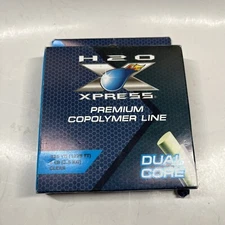 H2O
XPRESS
PREMIUM
COPOLYMER LINE
DUAL
CORE